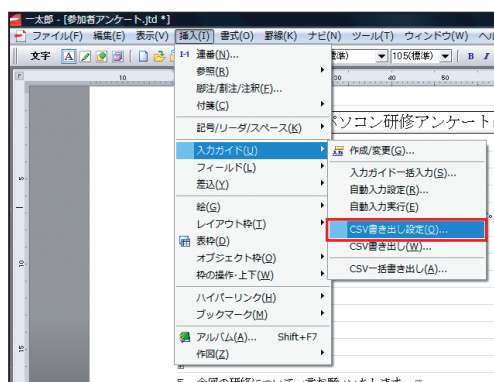 一太郎 - [参加者アンケート.jtd *]
ファイル(F) 編集(E) 表示(V) 挿入(I) 書式(O) 罫線(K) ナビ(N) ツール(T) ウィンドウ(W)
文字 A 標準) 10.5(標準) B I
10 30 40 50
連番(N)...
参照(R)
脚注/割注/注釈(F)...
付箋(C)
記号/リーダ/スペース(K)
パソコン研修アンケート
入力ガイド(U)
作成/変更(G)...
フィールド(L)
入力ガイド一括入力(S)...
差込(Y)
自動入力設定(R)...
絵(G)
自動入力実行(E)
レイアウト枠(T)
CSV書き出し設定(O)...
表枠(D)
CSV書き出し(W)...
オブジェクト枠(O)
CSV一括書き出し(A)...
枠の操作･上下(W)
ハイパーリンク(H)
ブックマーク(M)
アルバム(A)... Shift+F7
作図(Z)